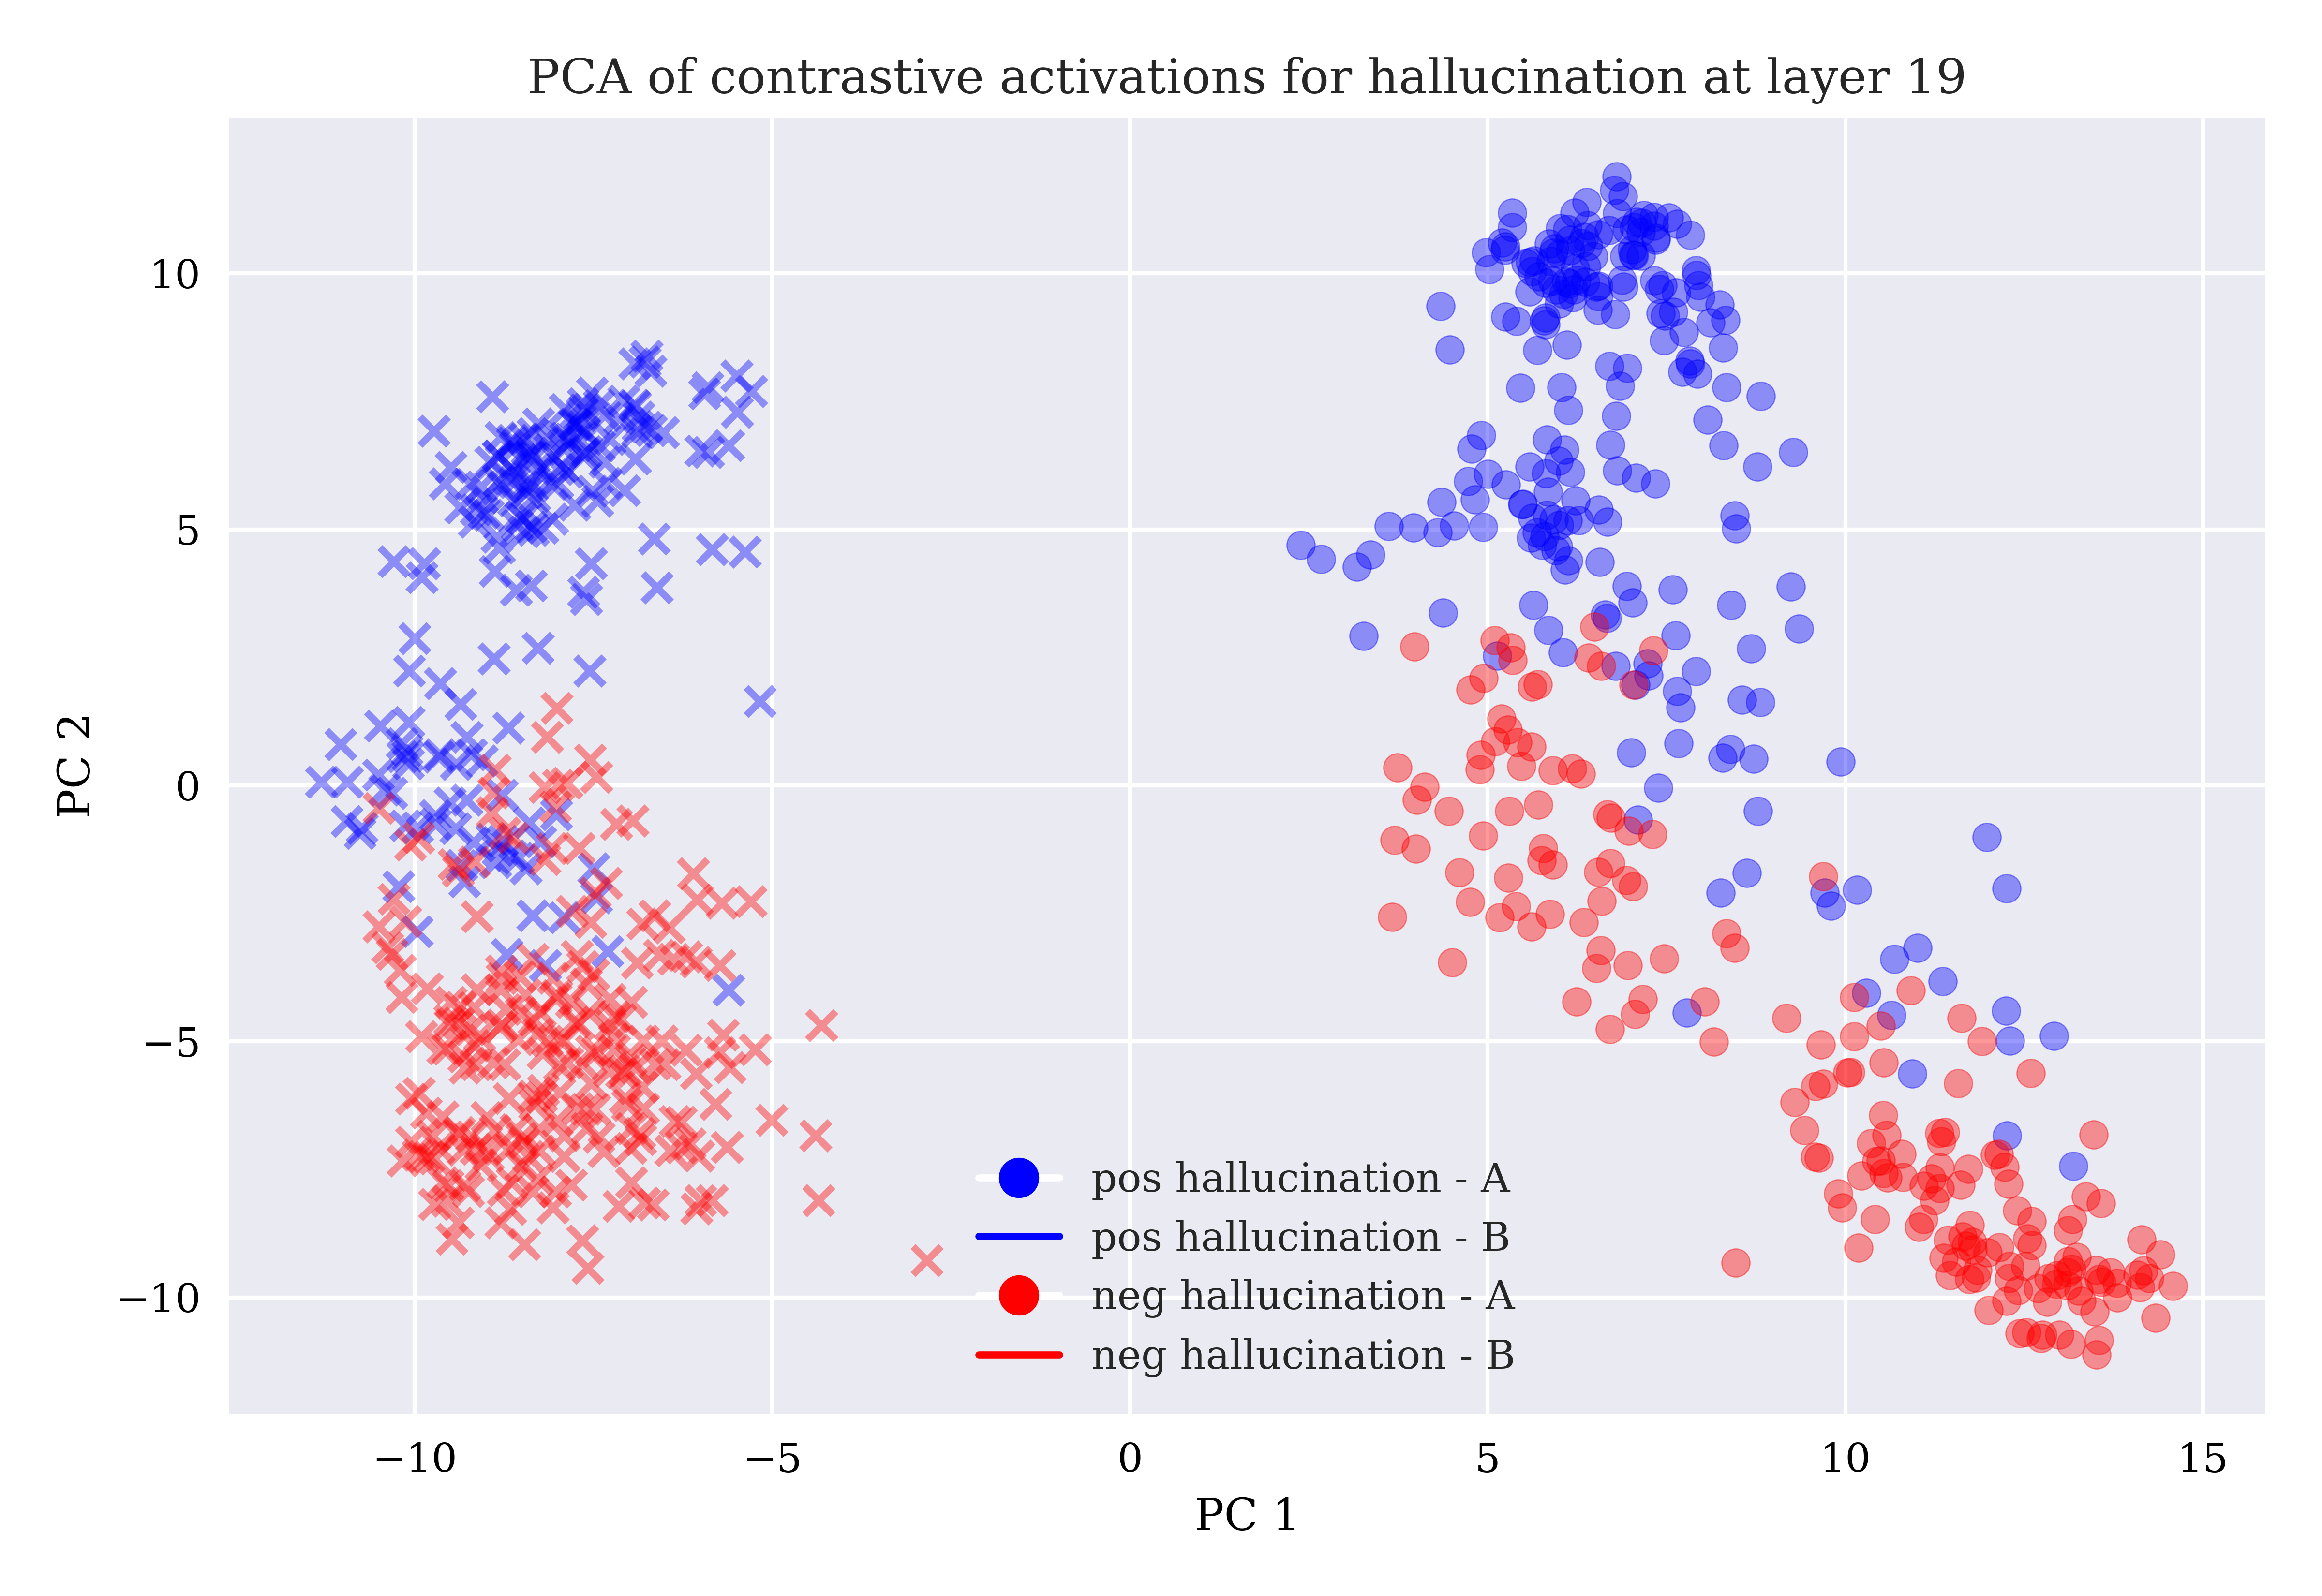 PCA of contrastive activations for hallucination at layer 19
PC 2
10
5
0
−5
−10
pos hallucination - A
pos hallucination - B
neg hallucination - A
neg hallucination - B
−10
−5
0
5
10
15
PC 1